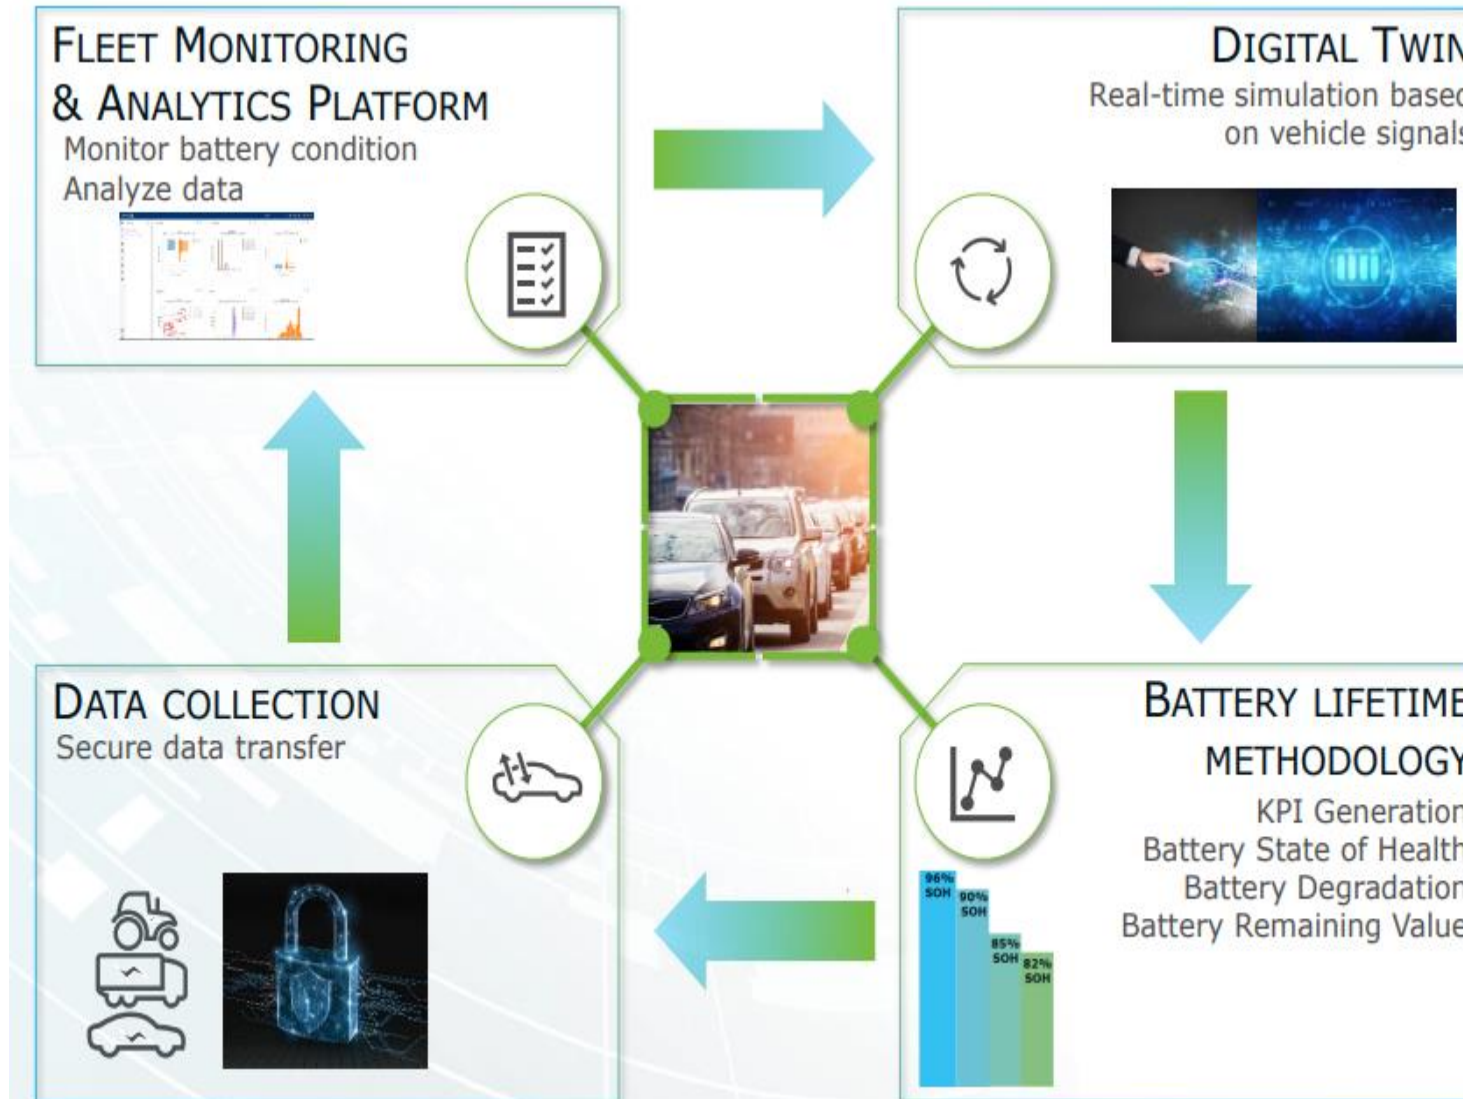 FLEET MONITORING
& ANALYTICS PLATFORM
Monitor battery condition
Analyze data
DIGITAL TWIN
Real-time simulation based
on vehicle signals
DATA COLLECTION
Secure data transfer
BATTERY LIFETIME
METHODOLOGY
KPI Generation
Battery State of Health
Battery Degradation
Battery Remaining Value
96%
SOH
90%
SOH
85%
SOH
82%
SOH